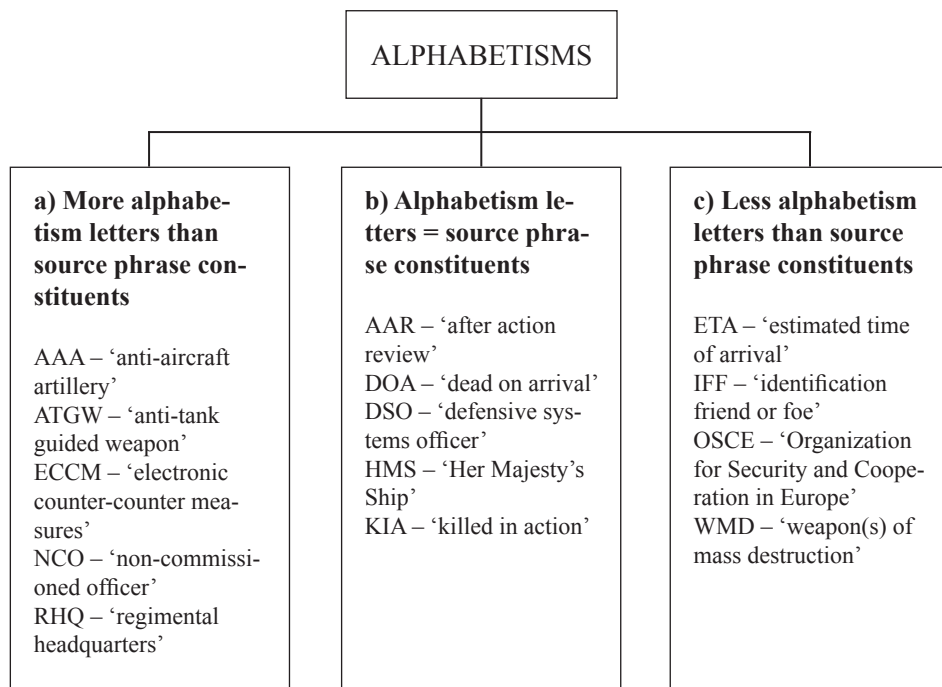 ALPHABETISMS
a) More alphabe-
tism letters than
source phrase con-
stituents
AAA – ‘anti-aircraft
artillery’
ATGW – ‘anti-tank
guided weapon’
ECCM – ‘electronic
counter-counter mea-
sures’
NCO – ‘non-commissi-
oned officer’
RHQ – ‘regimental
headquarters’
b) Alphabetism le-
tters = source phra-
se constituents
AAR – ‘after action
review’
DOA – ‘dead on arrival’
DSO – ‘defensive sys-
tems officer’
HMS – ‘Her Majesty’s
Ship’
KIA – ‘killed in action’
c) Less alphabetism
letters than source
phrase constituents
ETA – ‘estimated time
of arrival’
IFF – ‘identification
friend or foe’
OSCE – ‘Organization
for Security and Coope-
ration in Europe’
WMD – ‘weapon(s) of
mass destruction’